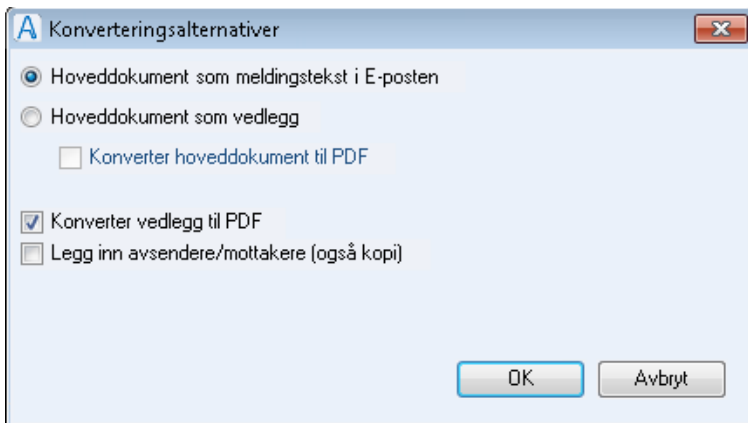 Konverteringsalternativer
Hoveddokument som meldingstekst i E-posten
Hoveddokument som vedlegg
Konverter hoveddokument til PDF
Konverter vedlegg til PDF
Legg inn avsendere/mottakere (også kopi)
OK Avbryt